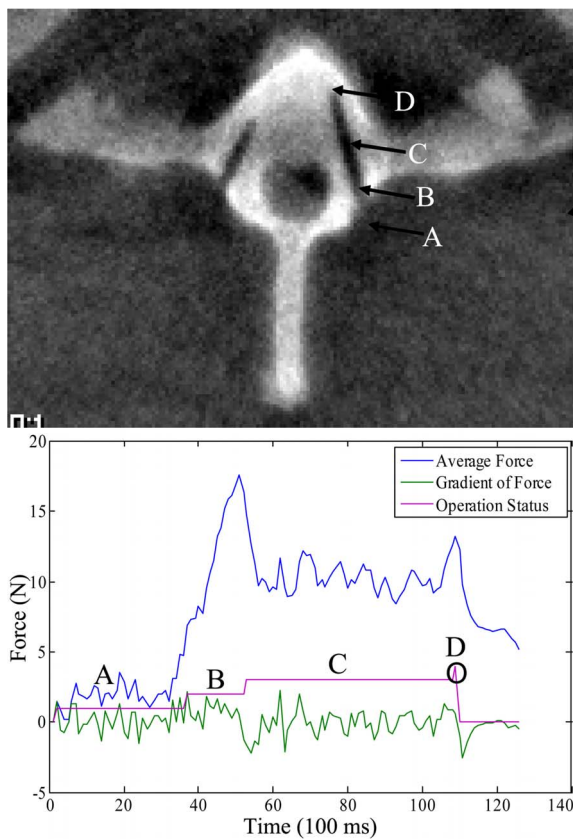 D
C
B
A
20
15
10
5
0
-5
Force (N)
Average Force
Gradient of Force
Operation Status
A
B
C
D
0
20
40
60
80
100
120
140
Time (100 ms)